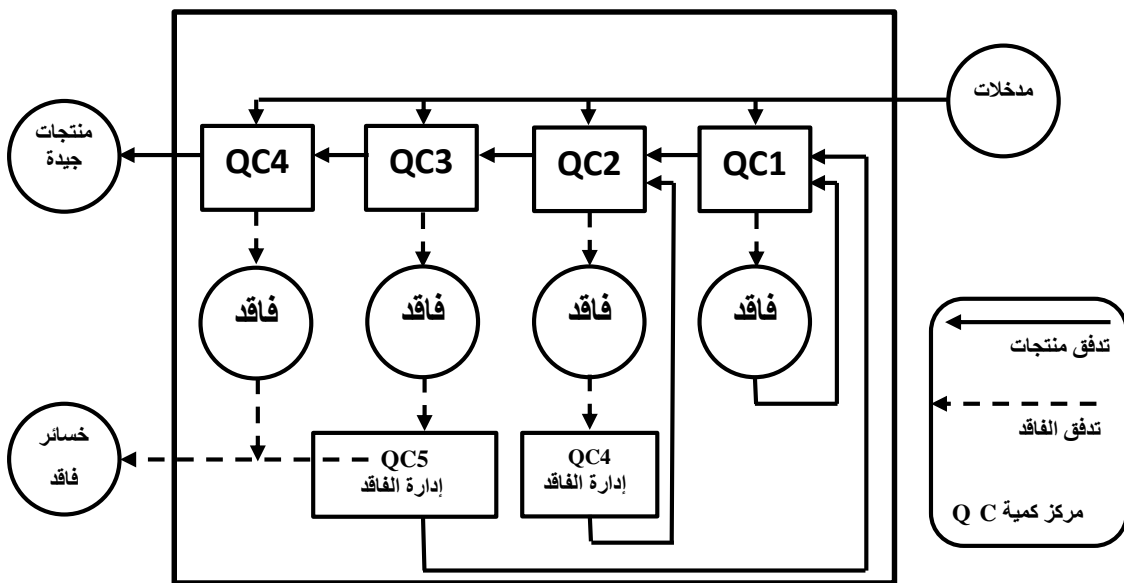 مدخلات
منتجات
جيدة
QC1
QC2
QC3
QC4
فاقد
فاقد
فاقد
فاقد
QC4
إدارة الفاقد
QC5
إدارة الفاقد
خسائر
فاقد
تدفق منتجات
تدفق الفاقد
مركز كمية Q C